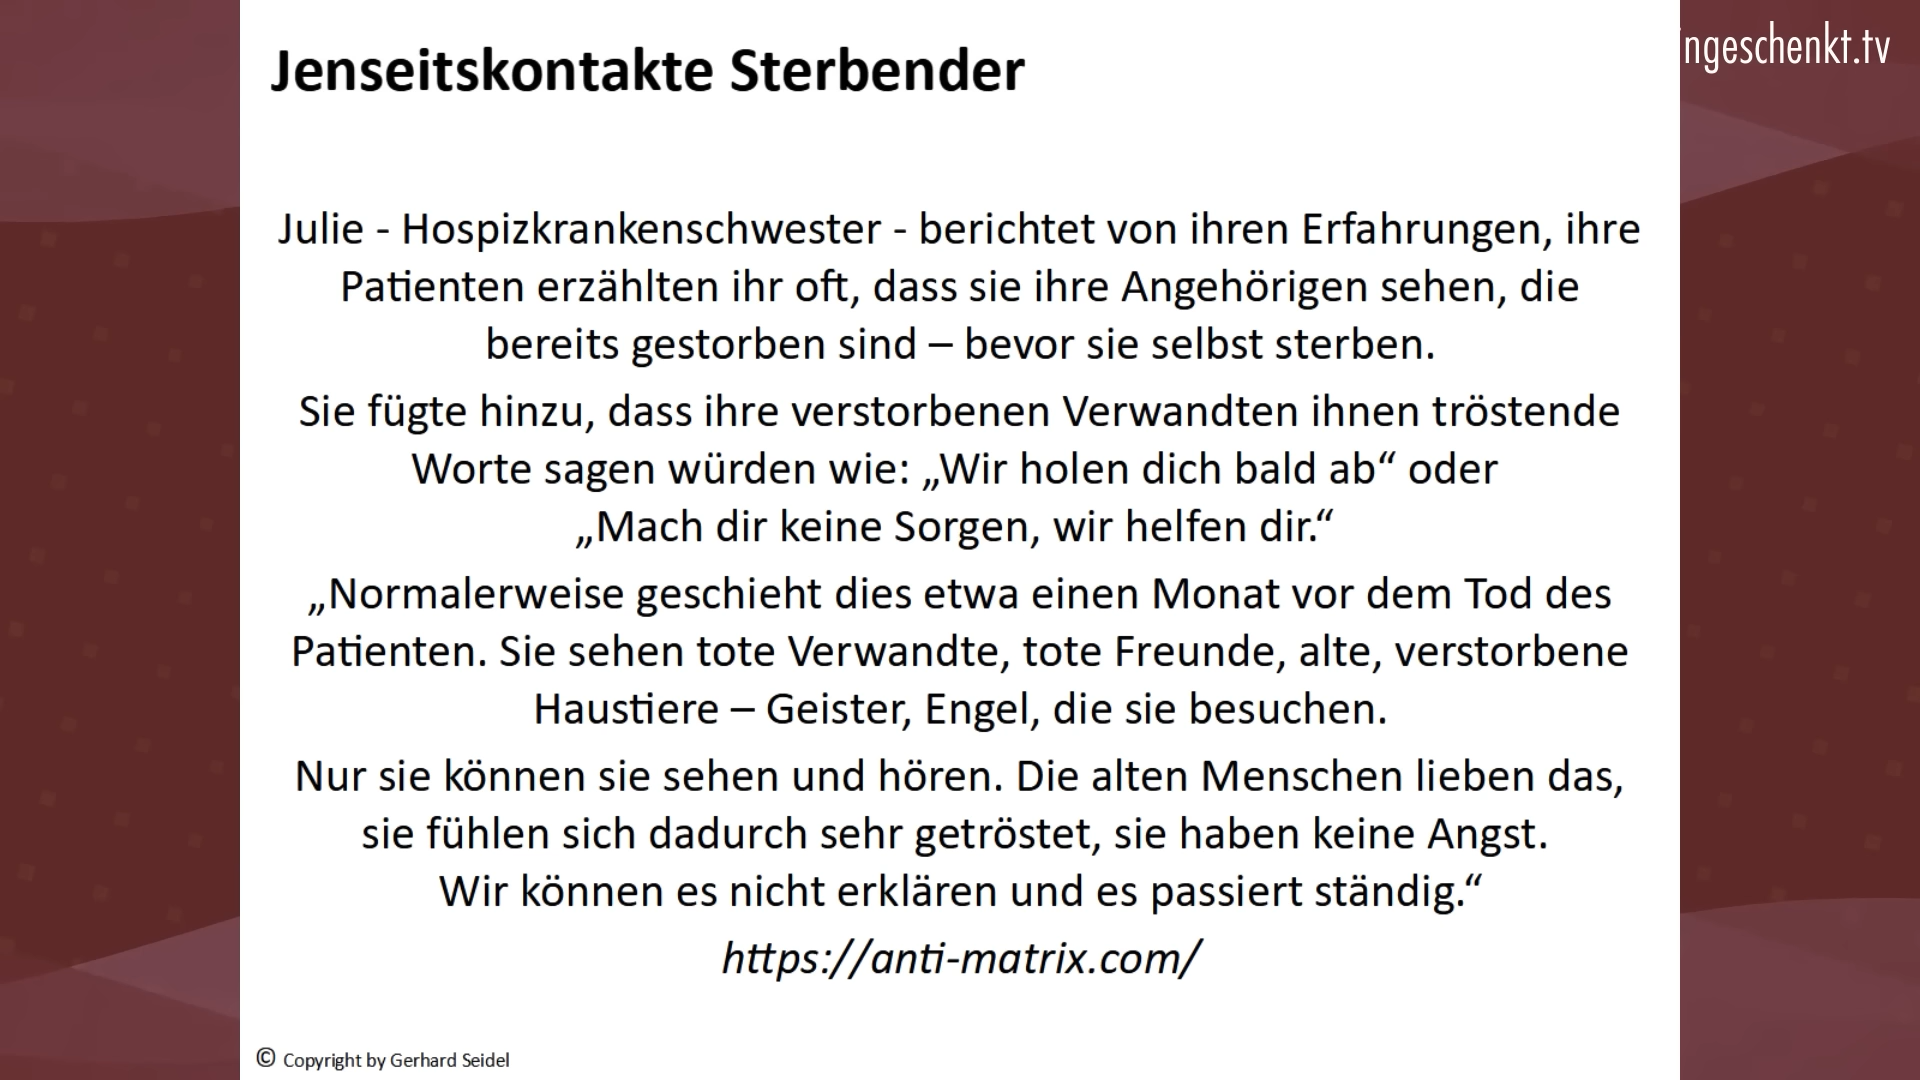 Jenseitskontakte Sterbender
ingeschenkt.tv
Julie - Hospizkrankenschwester - berichtet von ihren Erfahrungen, ihre
Patienten erzählten ihr oft, dass sie ihre Angehörigen sehen, die
bereits gestorben sind – bevor sie selbst sterben.
Sie fügte hinzu, dass ihre verstorbenen Verwandten ihnen tröstende
Worte sagen würden wie: „Wir holen dich bald ab“ oder
„Mach dir keine Sorgen, wir helfen dir.“
„Normalerweise geschieht dies etwa einen Monat vor dem Tod des
Patienten. Sie sehen tote Verwandte, tote Freunde, alte, verstorbene
Haustiere – Geister, Engel, die sie besuchen.
Nur sie können sie sehen und hören. Die alten Menschen lieben das,
sie fühlen sich dadurch sehr getröstet, sie haben keine Angst.
Wir können es nicht erklären und es passiert ständig.“
https://anti-matrix.com/
© Copyright by Gerhard Seidel